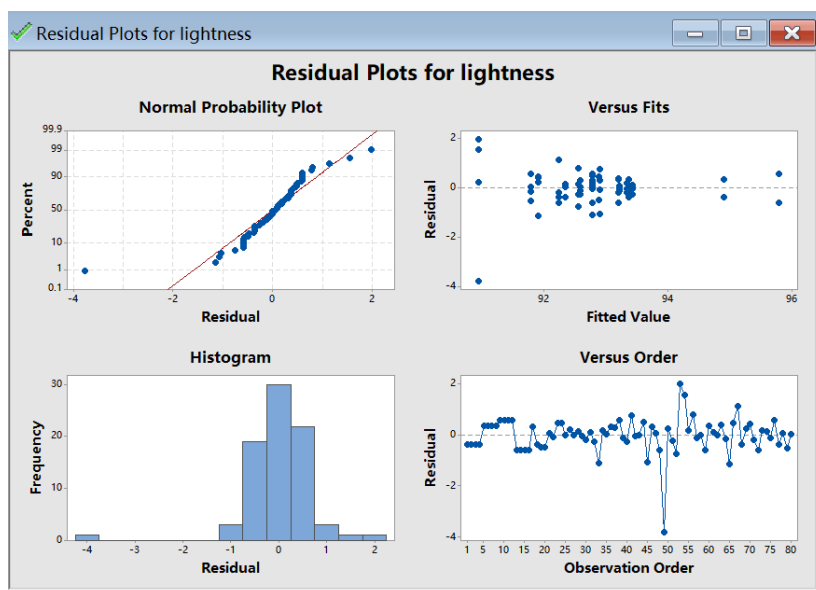 Residual Plots for lightness
Residual Plots for lightness
Normal Probability Plot
Versus Fits
99.9
99
90
50
10
1
0.1
Percent
-4 -2 0 2
Residual
2
0
-2
-4
Residual
92 94 96
Fitted Value
Histogram
Versus Order
30
20
10
0
Frequency
-4 -3 -2 -1 0 1 2
Residual
2
0
-2
-4
Residual
1 5 10 15 20 25 30 35 40 45 50 55 60 65 70 75 80
Observation Order